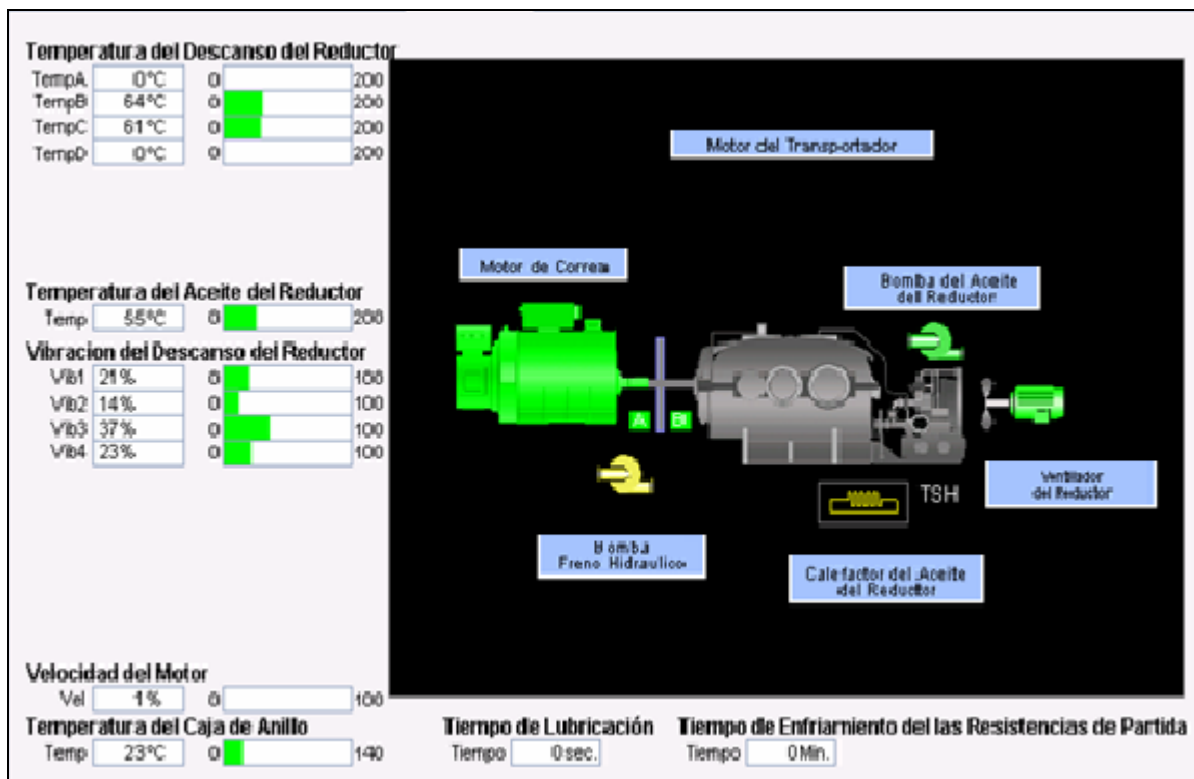 Temperatura del Descanso del Reductor
TempA 0°C 0 200
TempB 64°C 0 200
TempC 61°C 0 200
TempD 0°C 0 200
Motor del Transportador
Motor de Correa
Bomba del Aceite
del Reductor
Temperatura del Aceite del Reductor
Temp 55°C 0 200
Vibracion del Descanso del Reductor
Vib1 21% 0 100
Vib2 14% 0 100
Vib3 37% 0 100
Vib4 23% 0 100
A B
TSH
Ventilador
del Reductor
Bomba
Freno Hidraulico
Calefactor del Aceite
del Reducttor
Velocidad del Motor
Vel 0 100
Temperatura del Caja de Anillo
Temp 23°C 0 140
Tiempo de Lubricación
Tiempo 0 sec.
Tiempo de Enfriamiento del las Resistencias de Partida
Tiempo 0 Min.